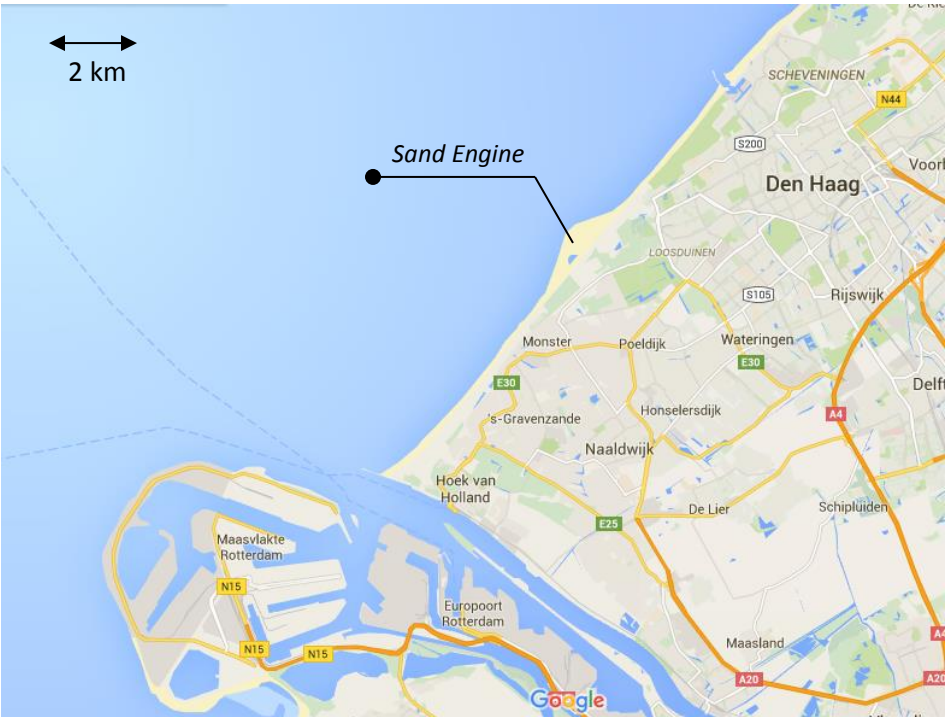 2 km
SCHEVENINGEN
N44
Sand Engine
S200
Den Haag
LOOSDUINEN
S105
Rijswijk
Monster
Poeldijk
Wateringen
E30
E30
Delft
's-Gravenzande
Honselersdijk
A4
Naaldwijk
Hoek van
Holland
De Lier
Schipluiden
E25
Maasvlakte
Rotterdam
N15
Europoort
Rotterdam
N15
N15
Maasland
A4
A20
A20
Google